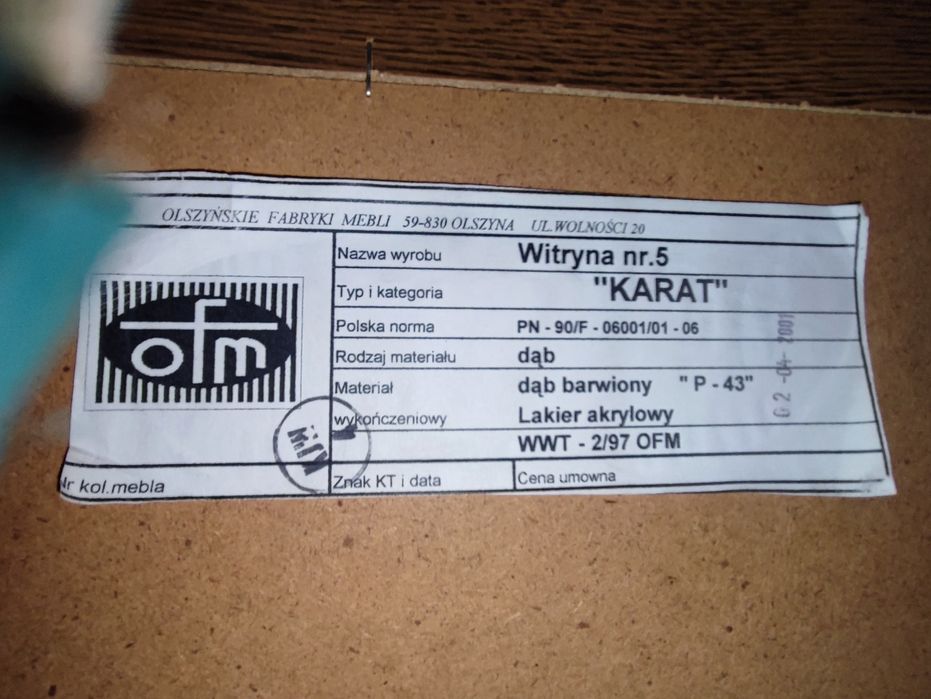 OLSZYŃSKIE FABRYKI MEBLI 59-830 OLSZYNA UL.WOLNOŚCI 20
ofm
Nazwa wyrobu Witryna nr.5
Typ i kategoria "KARAT"
Polska norma PN - 90/F - 06001/01 - 06
Rodzaj materiału dąb
Materiał dąb barwiony " P - 43"
wykończeniowy Lakier akrylowy
WWT - 2/97 OFM
02 -04- 2001
Nr kol.mebla
Znak KT i data
Cena umowna